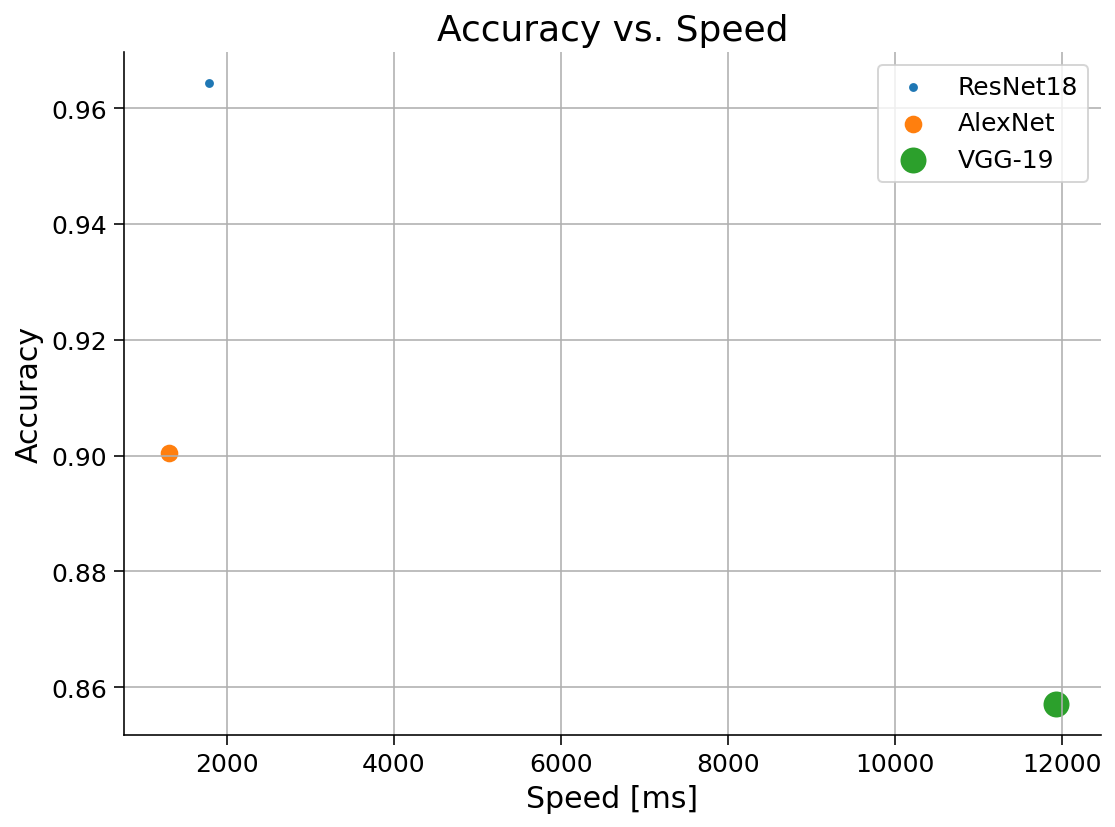 Accuracy vs. Speed
ResNet18
AlexNet
VGG-19
0.96
0.94
0.92
0.90
0.88
0.86
Accuracy
2000 4000 6000 8000 10000 12000
Speed [ms]